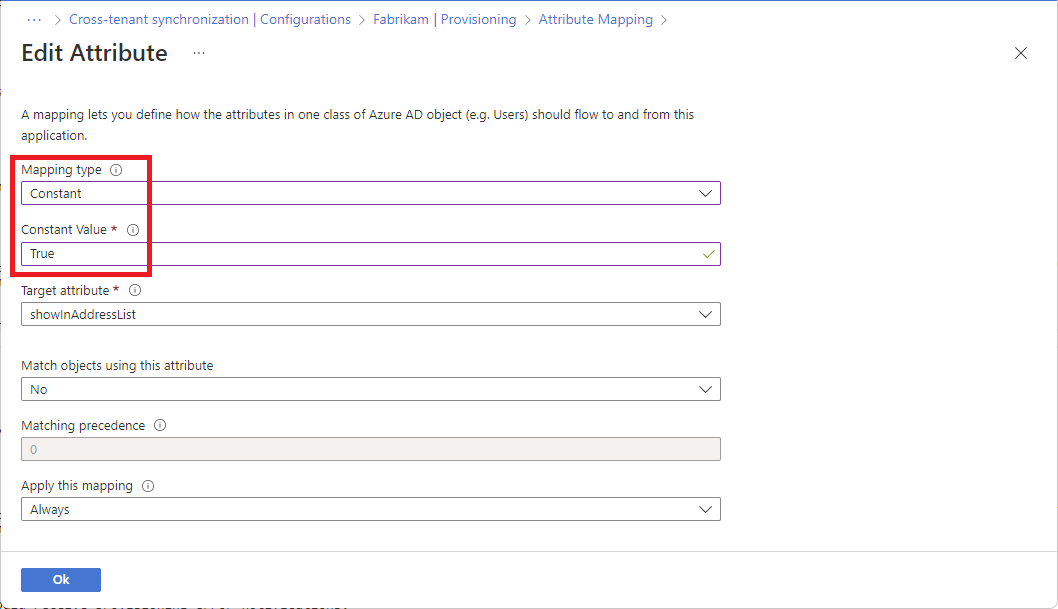 ··· > Cross-tenant synchronization | Configurations > Fabrikam | Provisioning > Attribute Mapping >
Edit Attribute ···
A mapping lets you define how the attributes in one class of Azure AD object (e.g. Users) should flow to and from this
application.
Mapping type
Constant
Constant Value *
True
Target attribute *
showInAddressList
Match objects using this attribute
No
Matching precedence
0
Apply this mapping
Always
Ok